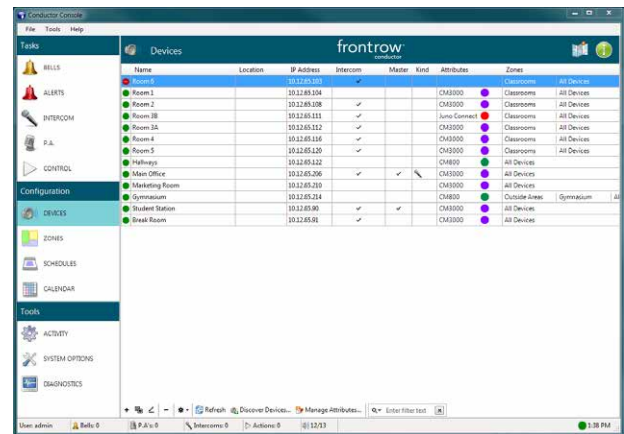 Conductor Console
File Tools Help
Tasks
BELLS
ALERTS
INTERCOM
P.A.
CONTROL
Configuration
DEVICES
ZONES
SCHEDULES
CALENDAR
Tools
ACTIVITY
SYSTEM OPTIONS
DIAGNOSTICS
Devices
frontrow
conductor
Name Location IP Address Intercom Master Kind Attributes Zones
Room 6 10.12.65.103 Classrooms All Devices
Room 1 10.12.65.104 CM3000 Classrooms All Devices
Room 2 10.12.65.108 CM3000 Classrooms All Devices
Room 3B 10.12.65.111 Juno Connect Classrooms All Devices
Room 3A 10.12.65.112 CM3000 Classrooms All Devices
Room 4 10.12.65.116 CM3000 Classrooms All Devices
Room 5 10.12.65.120 CM3000 Classrooms All Devices
Hallways 10.12.65.122 CM800 All Devices
Main Office 10.12.65.206 CM3000 All Devices
Marketing Room 10.12.65.210 CM3000 All Devices
Gymnasium 10.12.65.214 CM800 Outside Areas Gymnasium Al
Student Station 10.12.65.90 CM3000 All Devices
Break Room 10.12.65.91 CM3000 All Devices
Refresh Discover Devices... Manage Attributes... Enter filter text
User: admin Bells: 0 P.A's: 0 Intercoms: 0 Actions: 0 12/13 1:38 PM